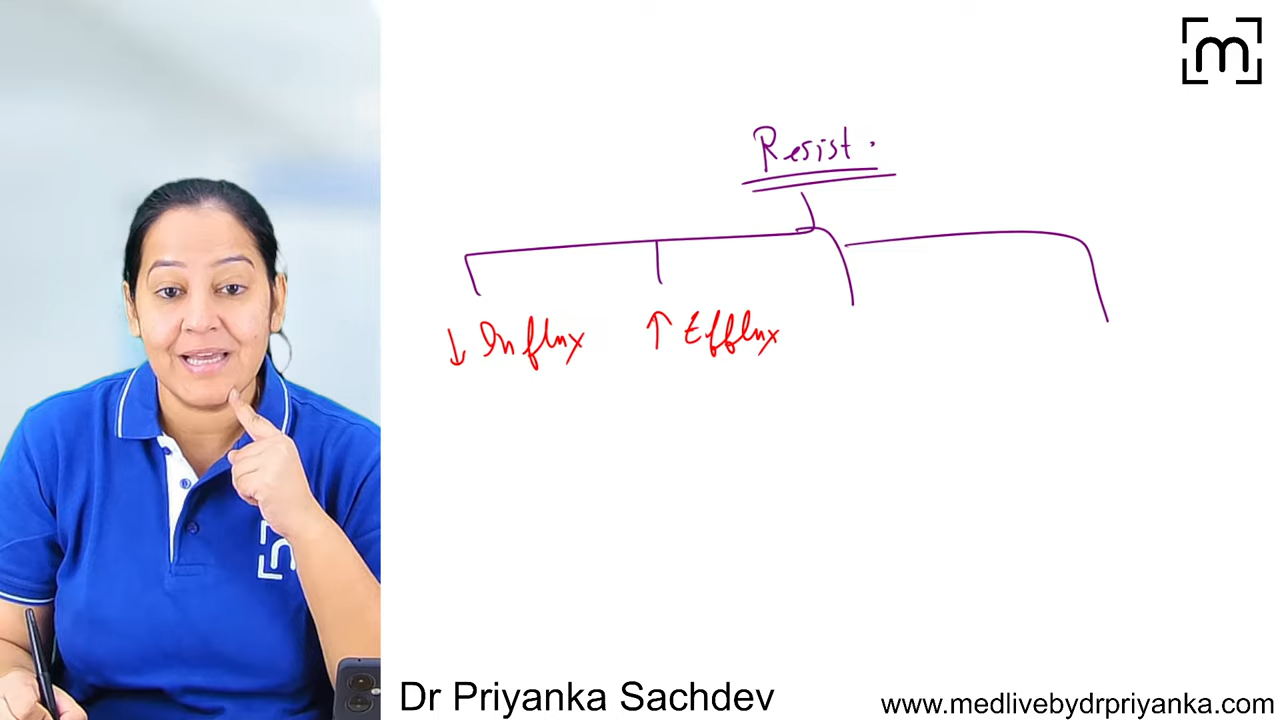 m
Resist.
↓ Influx ↑ Efflux
Dr Priyanka Sachdev
www.medlivebydrpriyanka.com